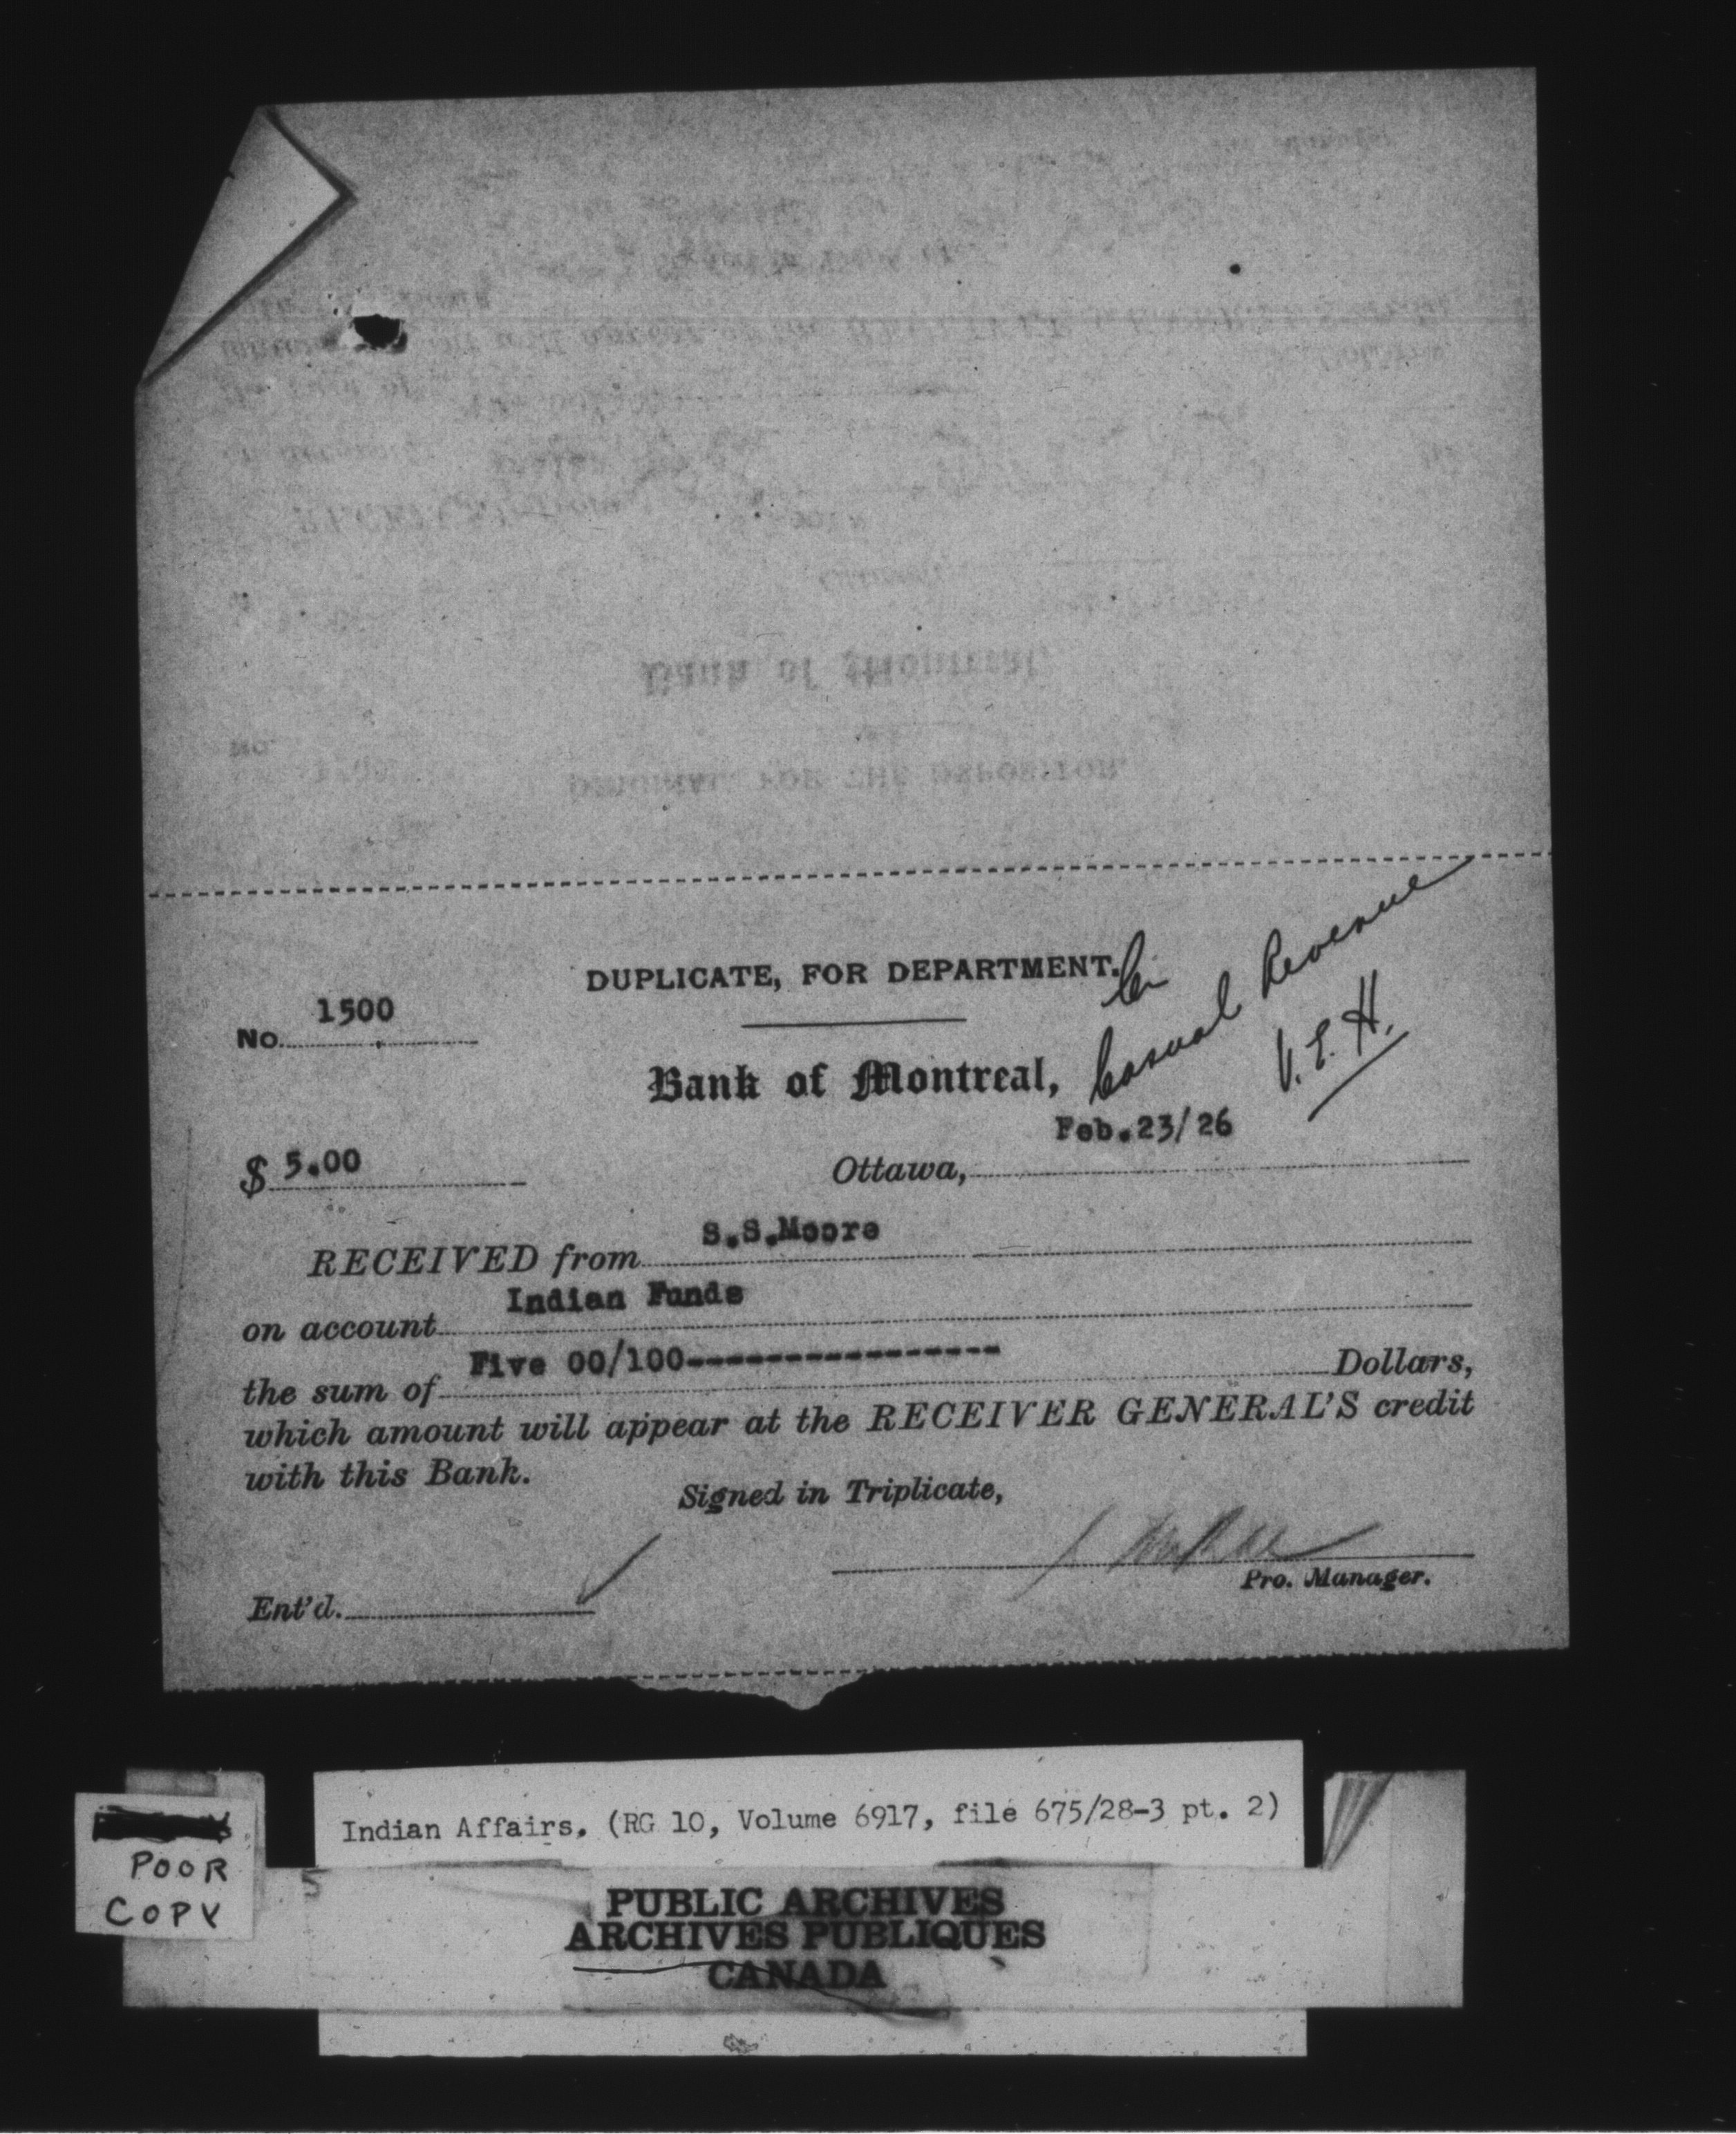 DUPLICATE, FOR DEPARTMENT.
Cr
Casual Revenue
V. T. H.
No. 1500
Bank of Montreal,
Feb.23/26
$ 5.00
Ottawa,
RECEIVED from S.S.Moore
on account Indian Funds
the sum of Five 00/100----------------- Dollars,
which amount will appear at the RECEIVER GENERAL'S credit
with this Bank.
Signed in Triplicate,
Pro. Manager.
Ent'd.
Indian Affairs. (RG 10, Volume 6917, file 675/28-3 pt. 2)
POOR
COPY
PUBLIC ARCHIVES
ARCHIVES PUBLIQUES
CANADA